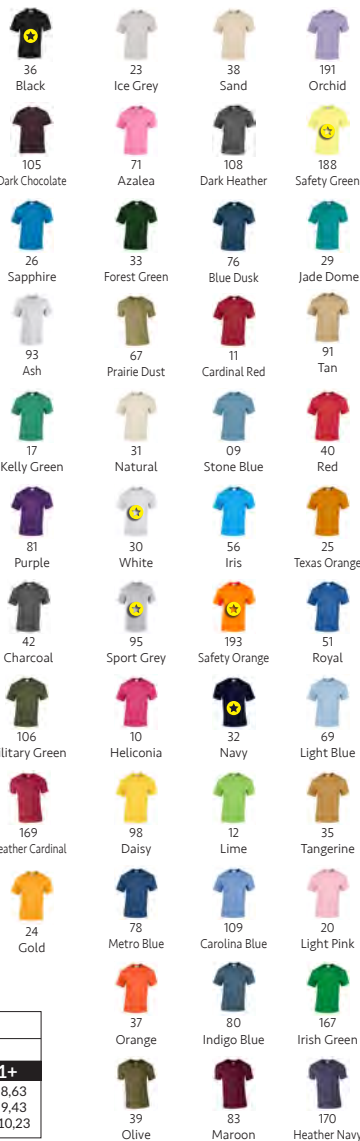 36 23 38 191
Black Ice Grey Sand Orchid
105 71 108 188
Dark Chocolate Azalea Dark Heather Safety Green
26 33 76 29
Sapphire Forest Green Blue Dusk Jade Dome
93 67 11 91
Ash Prairie Dust Cardinal Red Tan
17 31 09 40
Kelly Green Natural Stone Blue Red
81 30 56 25
Purple White Iris Texas Orange
42 95 193 51
Charcoal Sport Grey Safety Orange Royal
106 10 32 69
ilitary Green Heliconia Navy Light Blue
169 98 12 35
eather Cardinal Daisy Lime Tangerine
24 78 109 20
Gold Metro Blue Carolina Blue Light Pink
37 80 167
Orange Indigo Blue Irish Green
1+
8,63
9,43
10,23
39 83 170
Olive Maroon Heather Navy